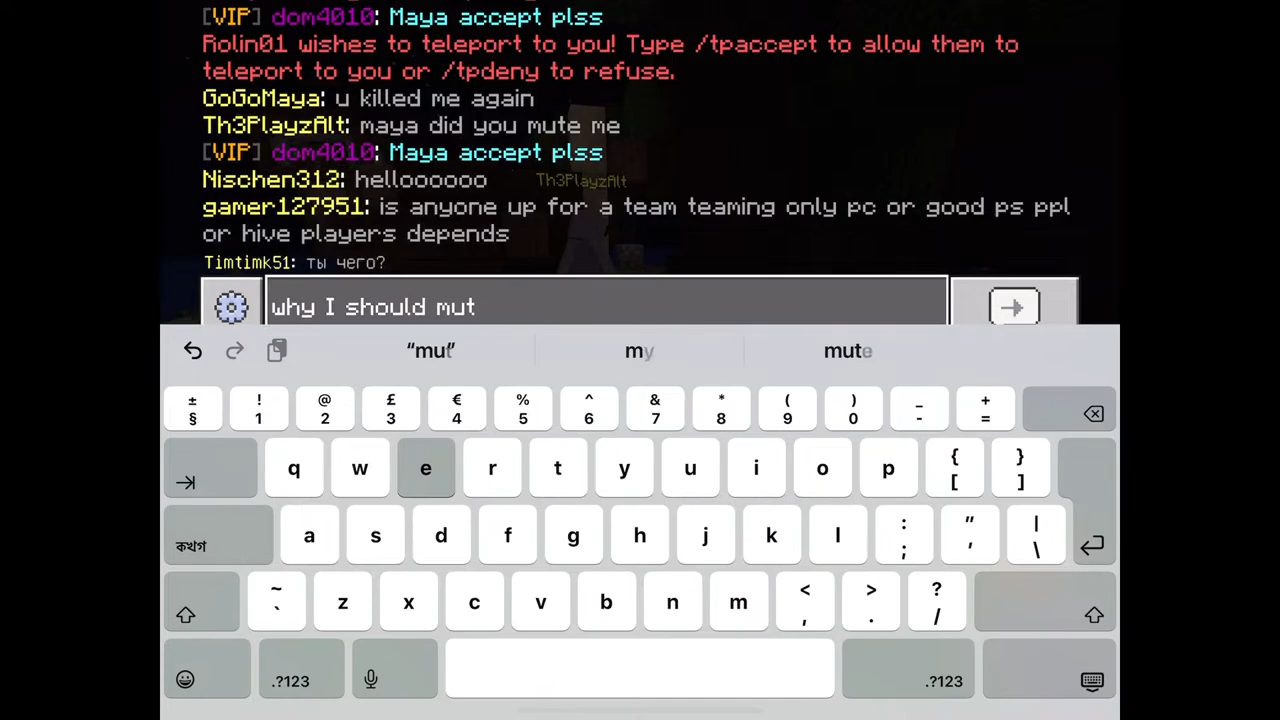 [VIP] dom4010: Maya accept plss
Rolin01 wishes to teleport to you! Type /tpaccept to allow them to
teleport to you or /tpdeny to refuse.
GoGoMaya: u killed me again
Th3PlayzAlt: maya did you mute me
[VIP] dom4010: Maya accept plss
Nischen312: helloooooo
Th3PlayzAlt
gamer127951: is anyone up for a team teaming only pc or good ps ppl
or hive players depends
Timtimk51: ты чего?
why I should mut
“mut” my mute
± ! @ £ € % ^ & * ( ) _ +
§ 1 2 3 4 5 6 7 8 9 0 - =
q w e r t y u i o p { [ } ]
কখগ a s d f g h j k l : ; " ' | \
~ ` z x c v b n m < , > . ? /
.?123 .?123